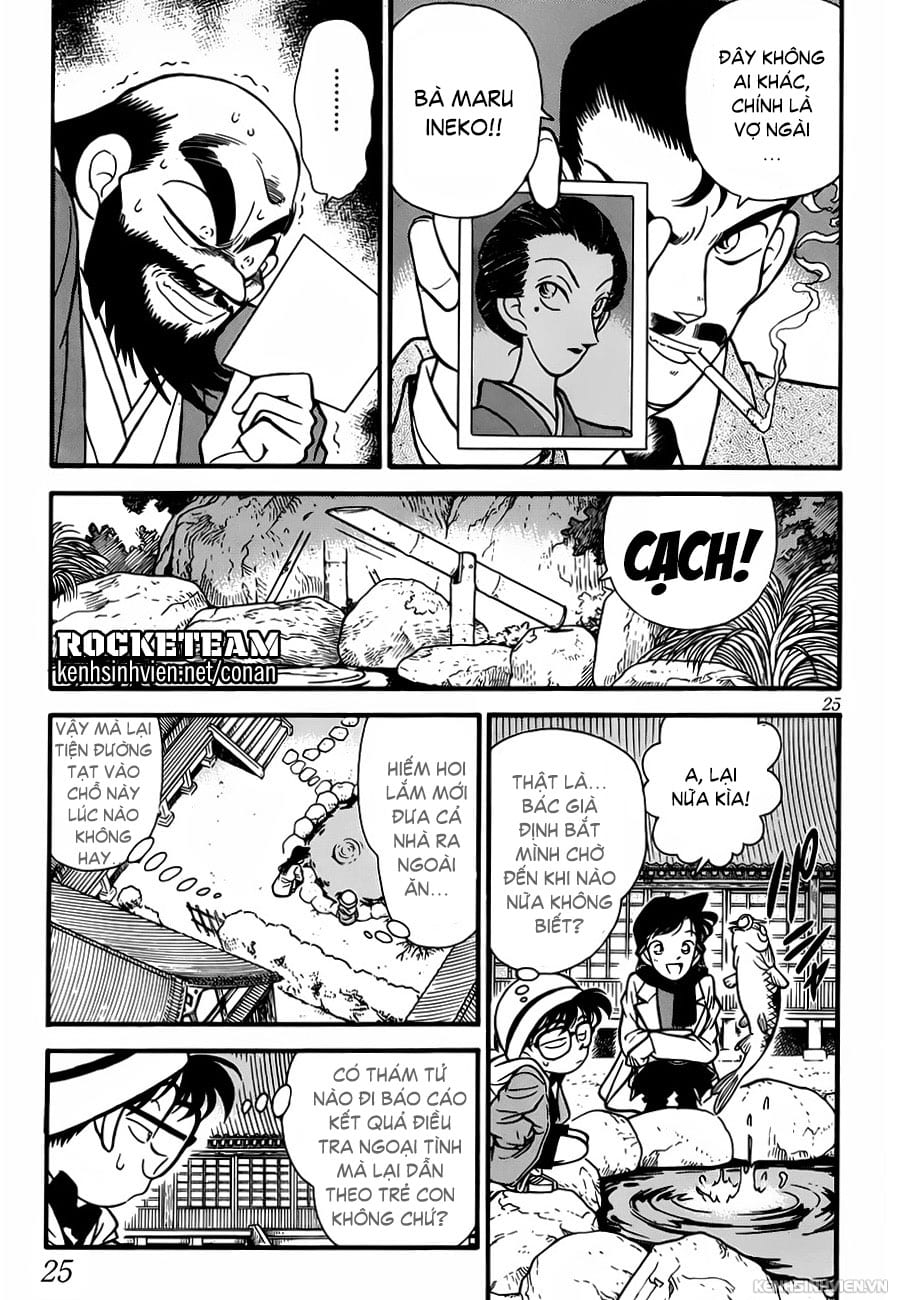 ĐÂY KHÔNG
AI KHÁC,
CHÍNH LÀ
VỢ NGÀI
...
BÀ MARU
INEKO!!
.........
CẠCH!
ROCKETEAM
kenhsinhvien.net/conan
25
A, LẠI
NỮA KÌA!
THẬT LÀ...
BÁC GIÀ
ĐỊNH BẮT
MÌNH CHỜ
ĐẾN KHI NÀO
NỮA KHÔNG
BIẾT?
HIẾM HOI
LẮM MỚI
ĐƯA CẢ
NHÀ RA
NGOÀI
ĂN...
VẬY MÀ LẠI
TIỆN ĐƯỜNG
TẠT VÀO
CHỖ NÀY
LÚC NÀO
KHÔNG
HAY...
CÓ THÁM TỬ
NÀO ĐI BÁO CÁO
KẾT QUẢ ĐIỀU
TRA NGOẠI TÌNH
MÀ LẠI DẪN
THEO TRẺ CON
KHÔNG CHỨ?
25
KENHSINHVIEN.VN